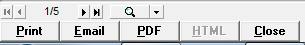 1/5
Print Email PDF HTML Close